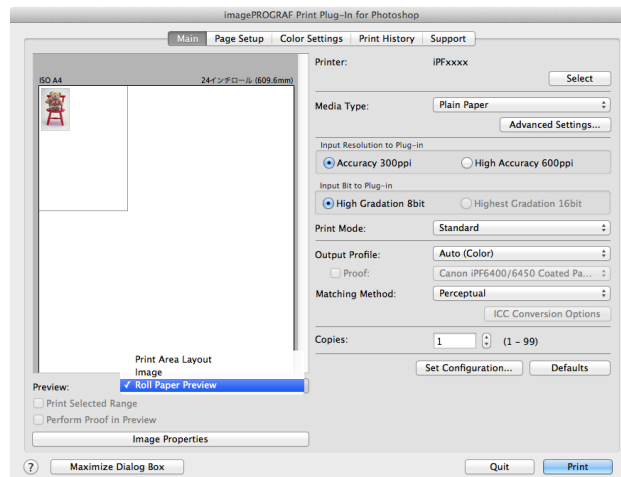 imagePROGRAF Print Plug-In for Photoshop
Main Page Setup Color Settings Print History Support
ISO A4 24インチロール (609.6mm)
Printer: iPFxxxx
Select
Media Type: Plain Paper
Advanced Settings...
Input Resolution to Plug-in
Accuracy 300ppi High Accuracy 600ppi
Input Bit to Plug-in
High Gradation 8bit Highest Gradation 16bit
Print Mode: Standard
Output Profile: Auto (Color)
Proof: Canon iPF6400/6450 Coated Pa...
Matching Method: Perceptual
ICC Conversion Options
Copies: 1 (1 – 99)
Set Configuration... Defaults
Print Area Layout
Image
Preview: ✓ Roll Paper Preview
Print Selected Range
Perform Proof in Preview
Image Properties
? Maximize Dialog Box Quit Print